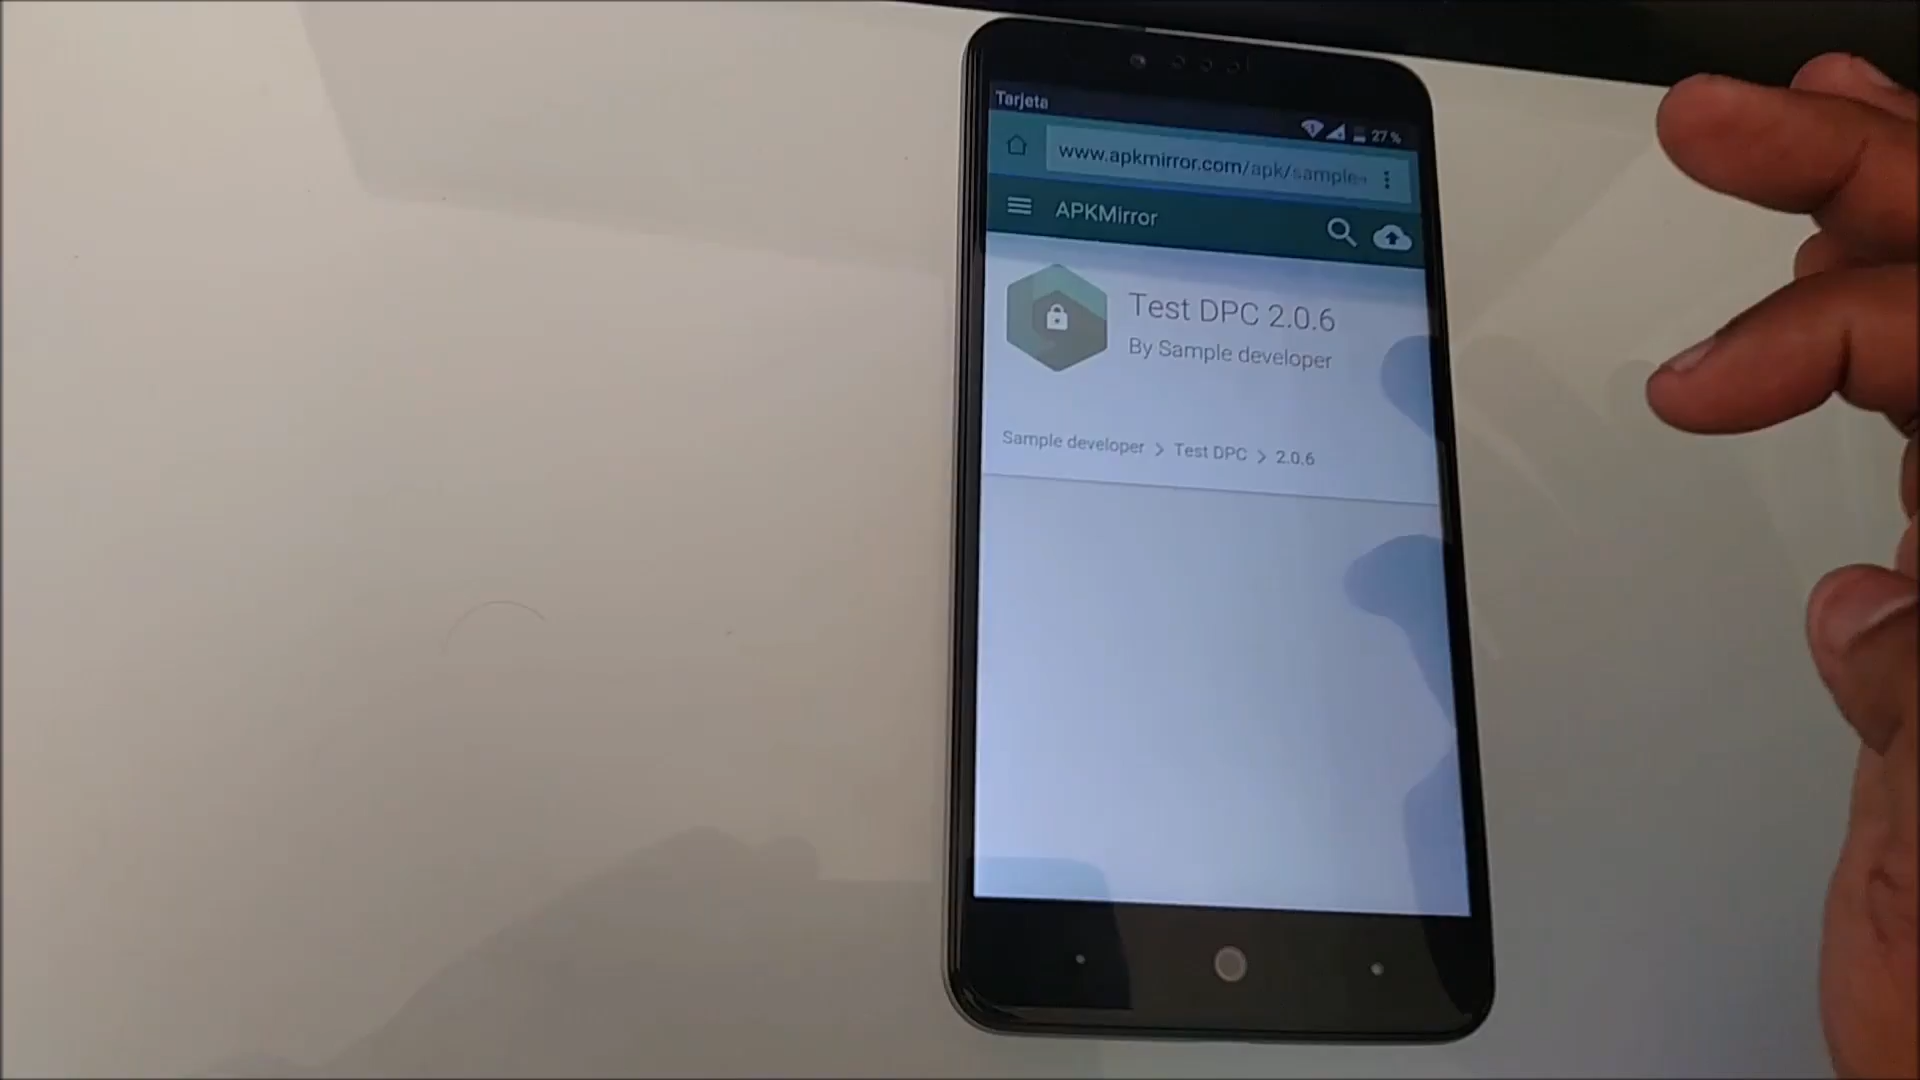 Tarjeta
27 %
www.apkmirror.com/apk/sample-
APKMirror
Test DPC 2.0.6
By Sample developer
Sample developer > Test DPC > 2.0.6